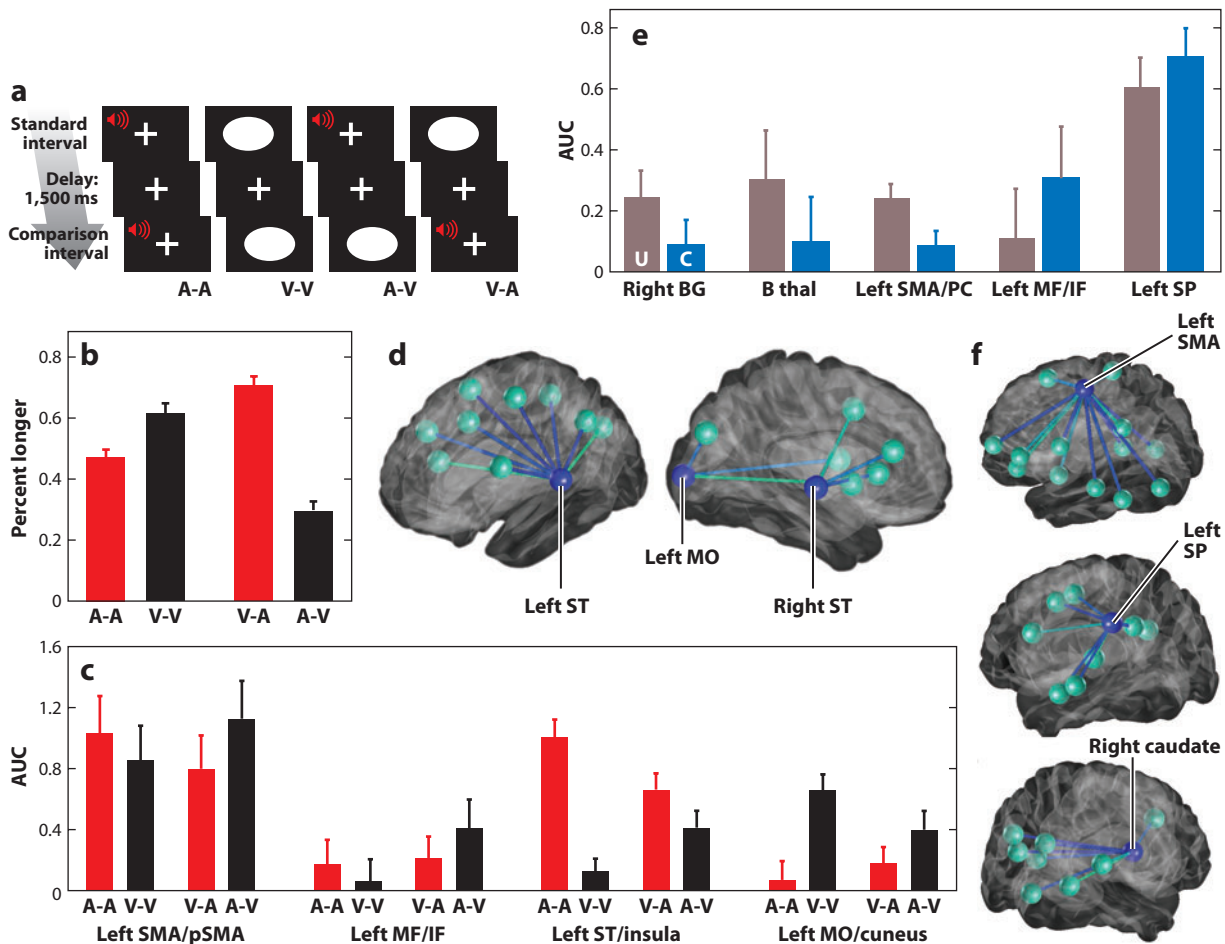 a
Standard
interval
Delay:
1,500 ms
Comparison
interval
A-A V-V A-V V-A
b
Percent longer
0.8
0.6
0.4
0.2
0
A-A V-V V-A A-V
c
AUC
1.6
1.2
0.8
0.4
0
A-A V-V V-A A-V A-A V-V V-A A-V A-A V-V V-A A-V A-A V-V V-A A-V
Left SMA/pSMA Left MF/IF Left ST/insula Left MO/cuneus
d
Left ST
Left MO
Right ST
e
AUC
0.8
0.6
0.4
0.2
0
U C
Right BG B thal Left SMA/PC Left MF/IF Left SP
f
Left
SMA
Left
SP
Right caudate